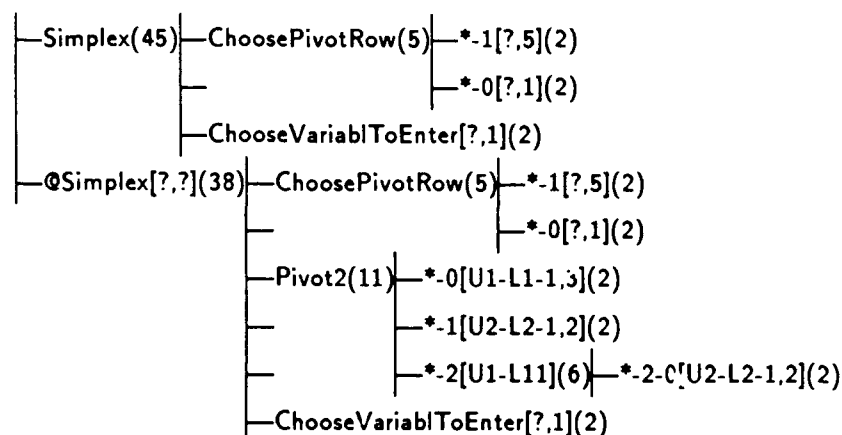 Simplex(45) ChoosePivotRow(5) *-1[?,5](2)
*-0[?,1](2)
ChooseVariablToEnter[?,1](2)
@Simplex[?,?](38) ChoosePivotRow(5) *-1[?,5](2)
*-0[?,1](2)
Pivot2(11) *-0[U1-L1-1,3](2)
*-1[U2-L2-1,2](2)
*-2[U1-L11](6) *-2-0[U2-L2-1,2](2)
ChooseVariablToEnter[?,1](2)